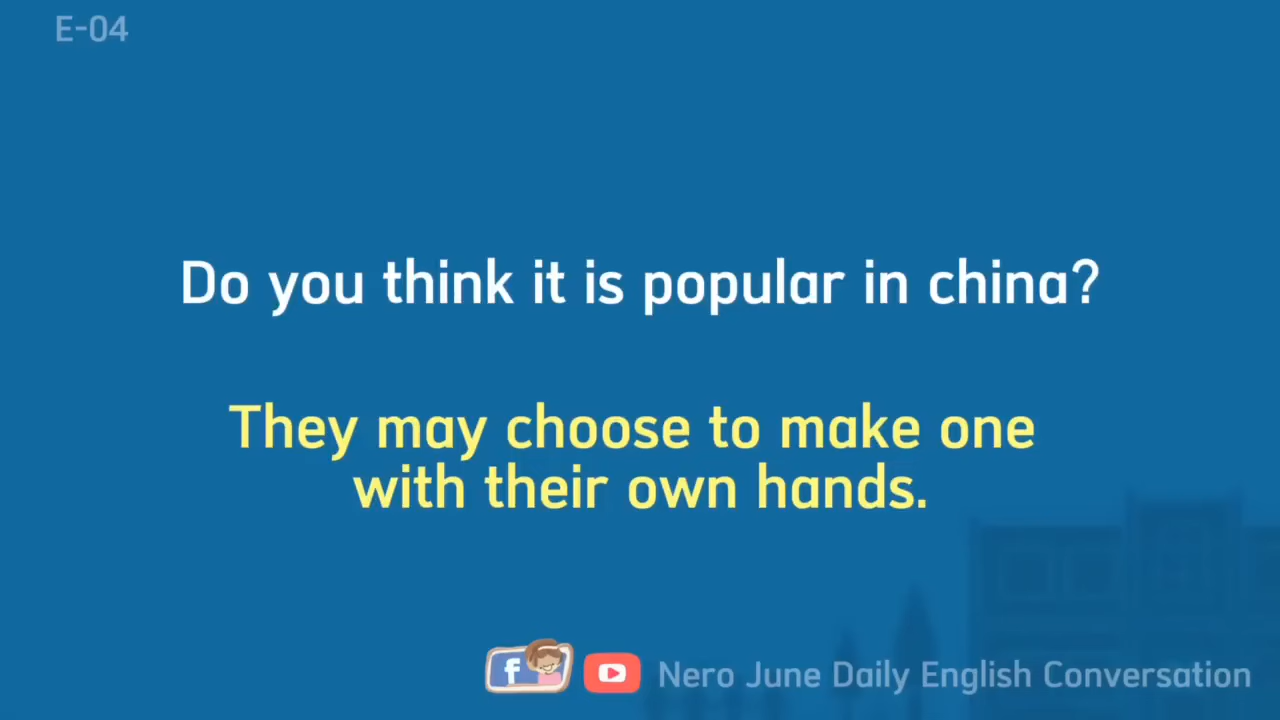 E-04
Do you think it is popular in china?
They may choose to make one
with their own hands.
f
Nero June Daily English Conversation